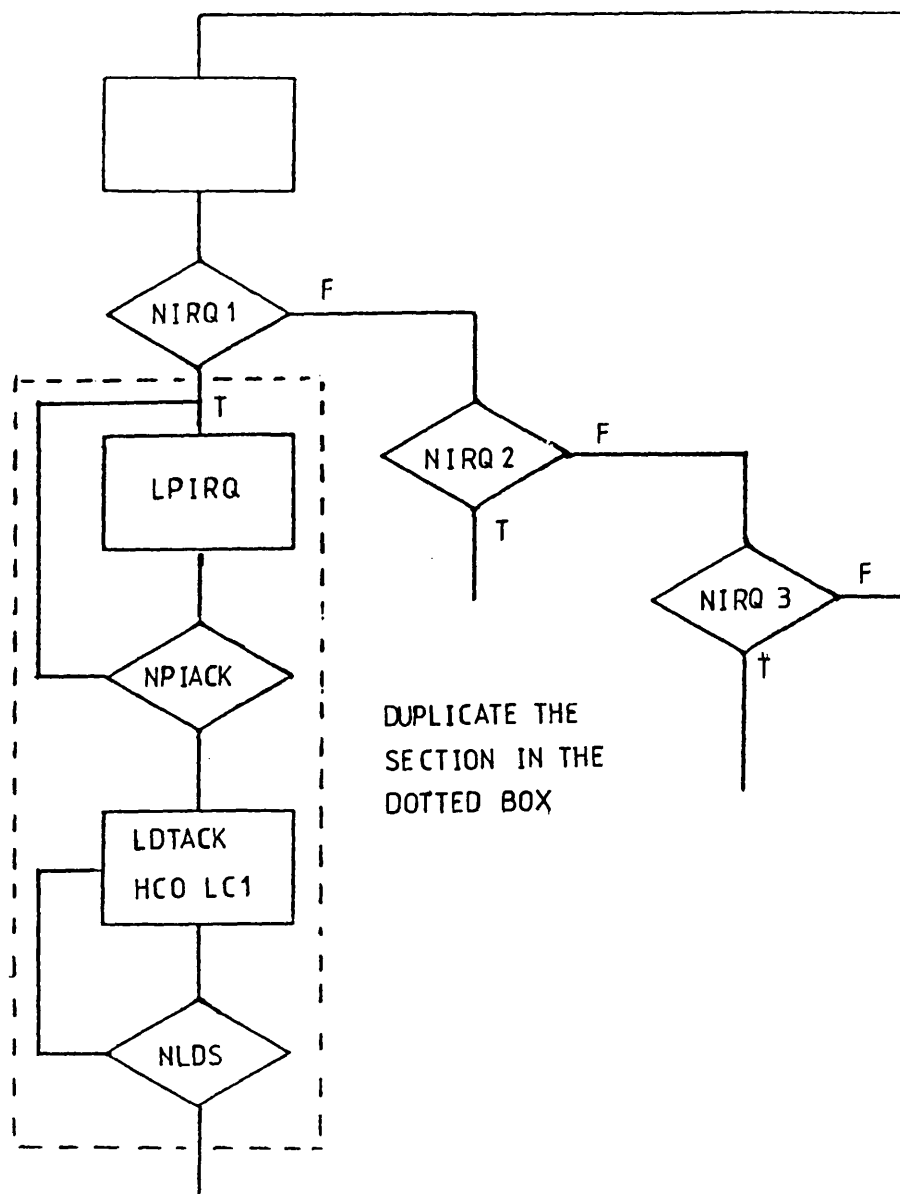 NIRQ 1
F
T
LPIRQ
NIRQ 2
F
T
NIRQ 3
F
T
NPIACK
DUPLICATE THE
SECTION IN THE
DOTTED BOX
LDTACK
HCO LC1
NLDS